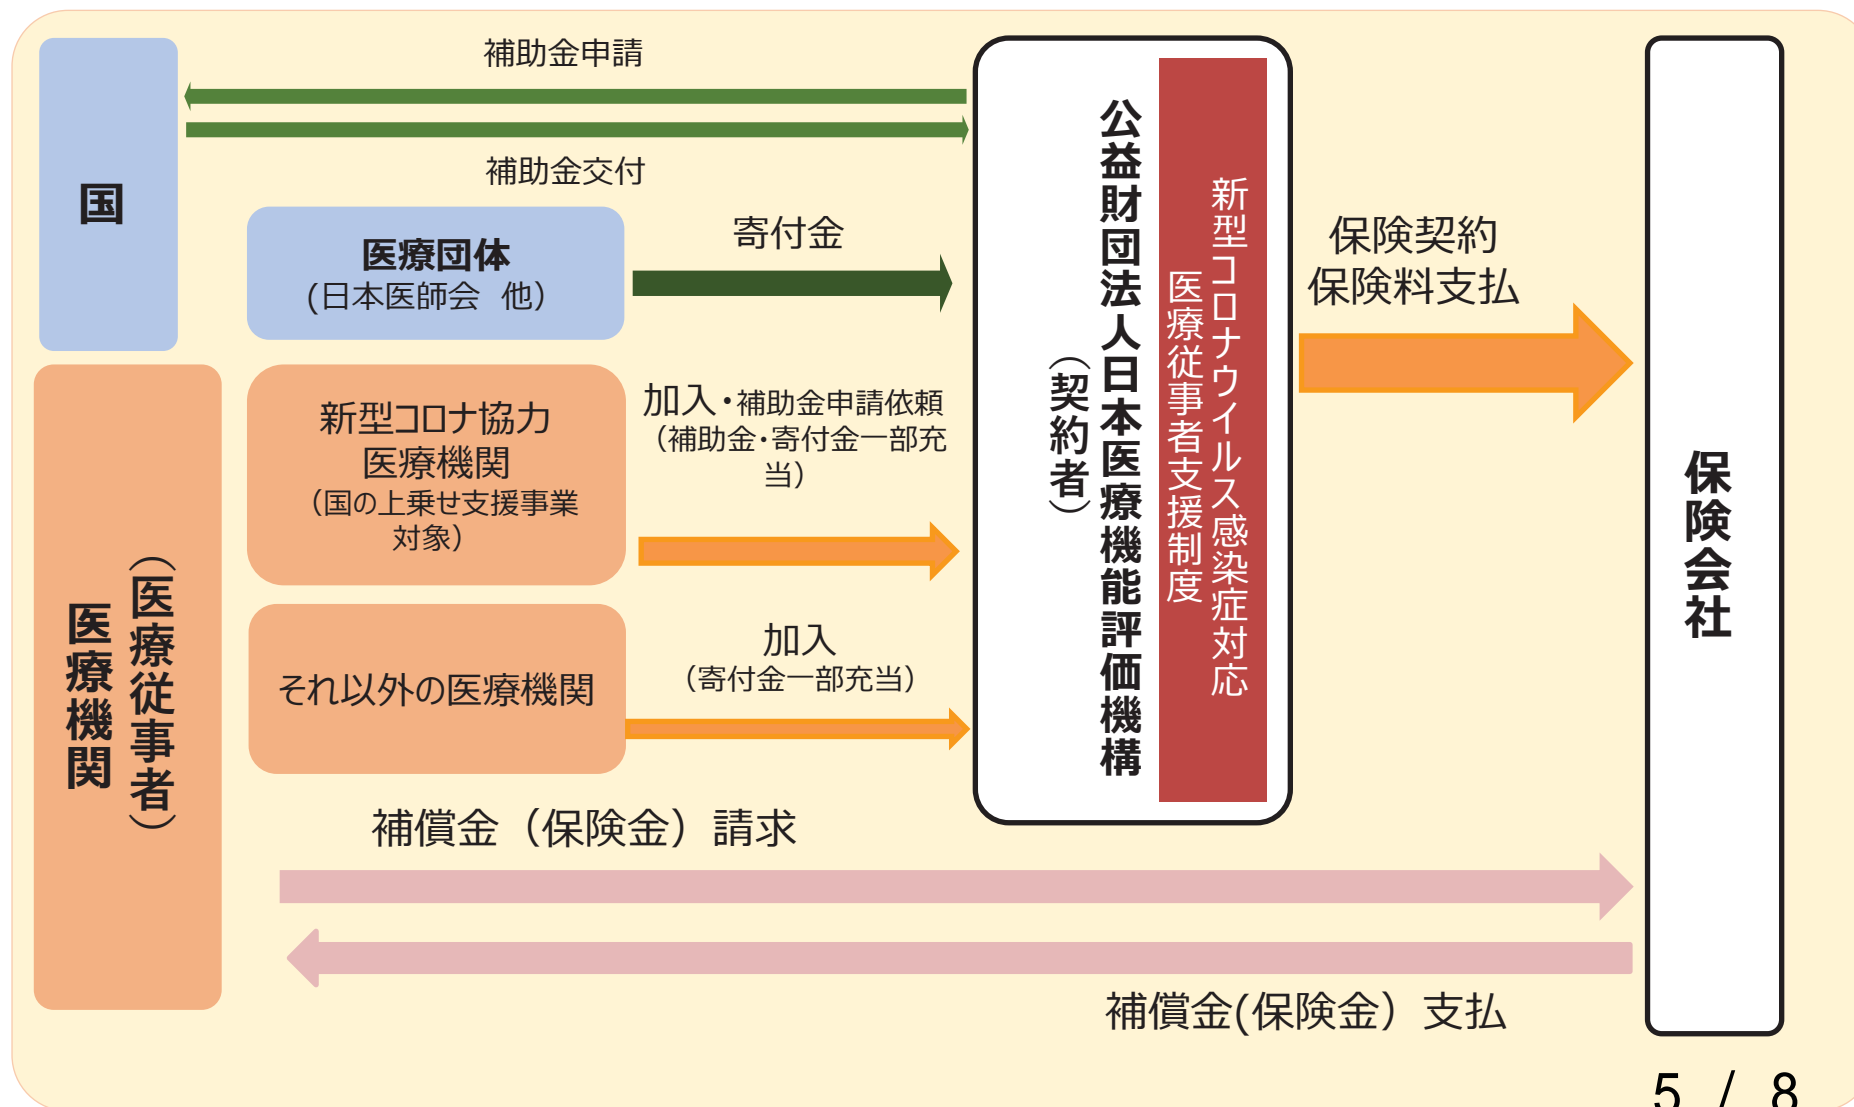 補助金申請
補助金交付
国
医療団体
(日本医師会 他)
寄付金
新型コロナ協力
医療機関
（国の上乗せ支援事業
対象）
加入・補助金申請依頼
（補助金・寄付金一部充
当）
それ以外の医療機関
加入
（寄付金一部充当）
（医療従事者）
医療機関
新型コロナウイルス感染症対応
医療従事者支援制度
公益財団法人日本医療機能評価機構
（契約者）
保険契約
保険料支払
保険会社
補償金（保険金）請求
補償金(保険金）支払
5 / 8